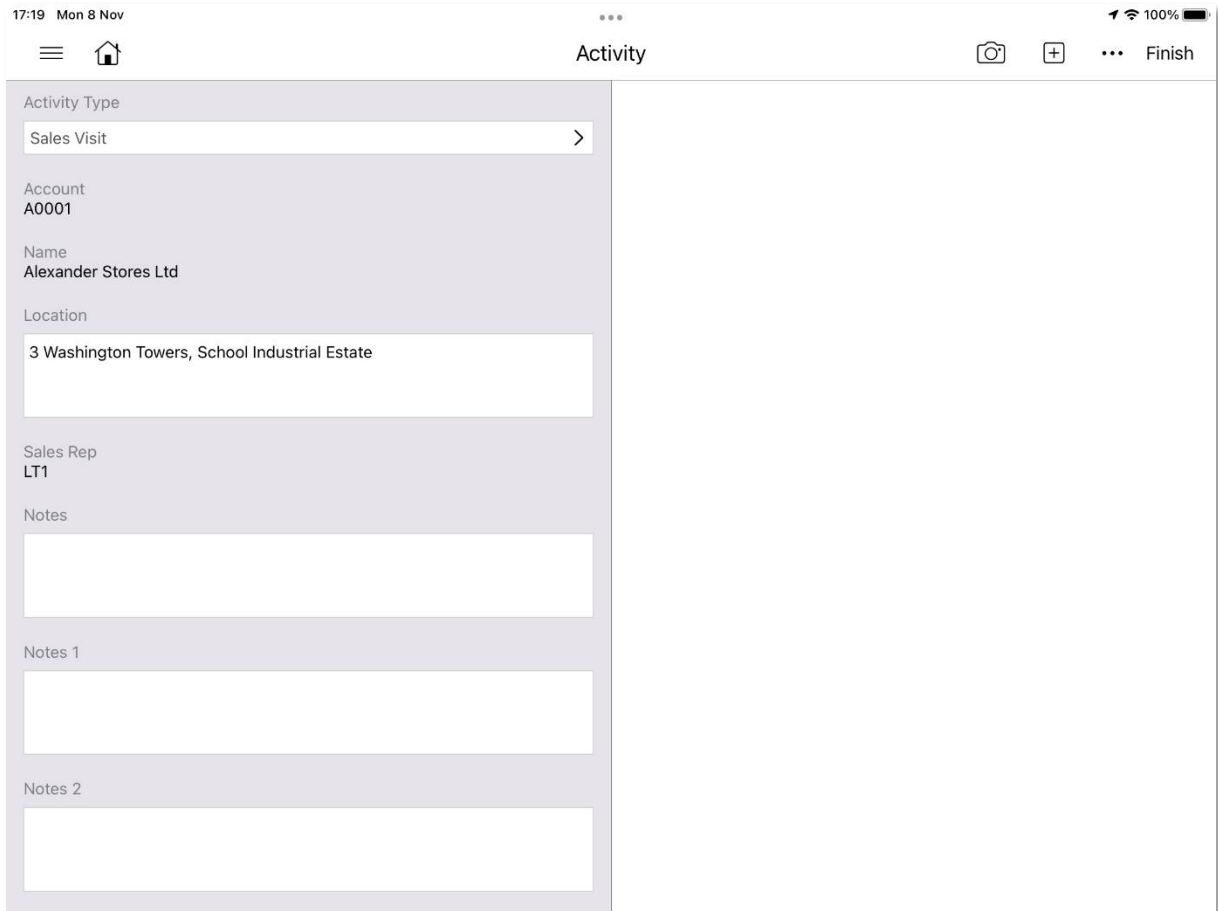 17:19 Mon 8 Nov 100%
Activity Finish
Activity Type
Sales Visit
Account
A0001
Name
Alexander Stores Ltd
Location
3 Washington Towers, School Industrial Estate
Sales Rep
LT1
Notes
Notes 1
Notes 2